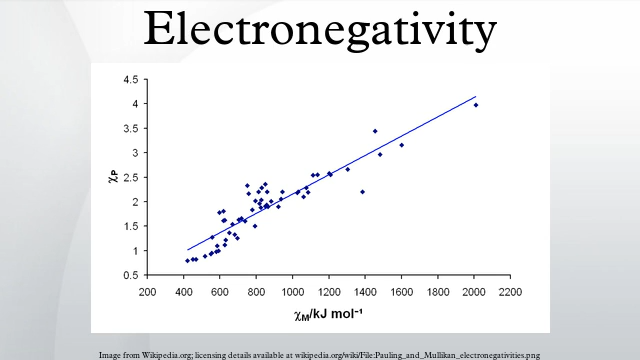 Electronegativity
4.5
4
3.5
3
2.5
2
1.5
1
0.5
χP
200 400 600 800 1000 1200 1400 1600 1800 2000 2200
χM/kJ mol⁻¹
Image from Wikipedia.org; licensing details available at wikipedia.org/wiki/File:Pauling_and_Mullikan_electronegativities.png